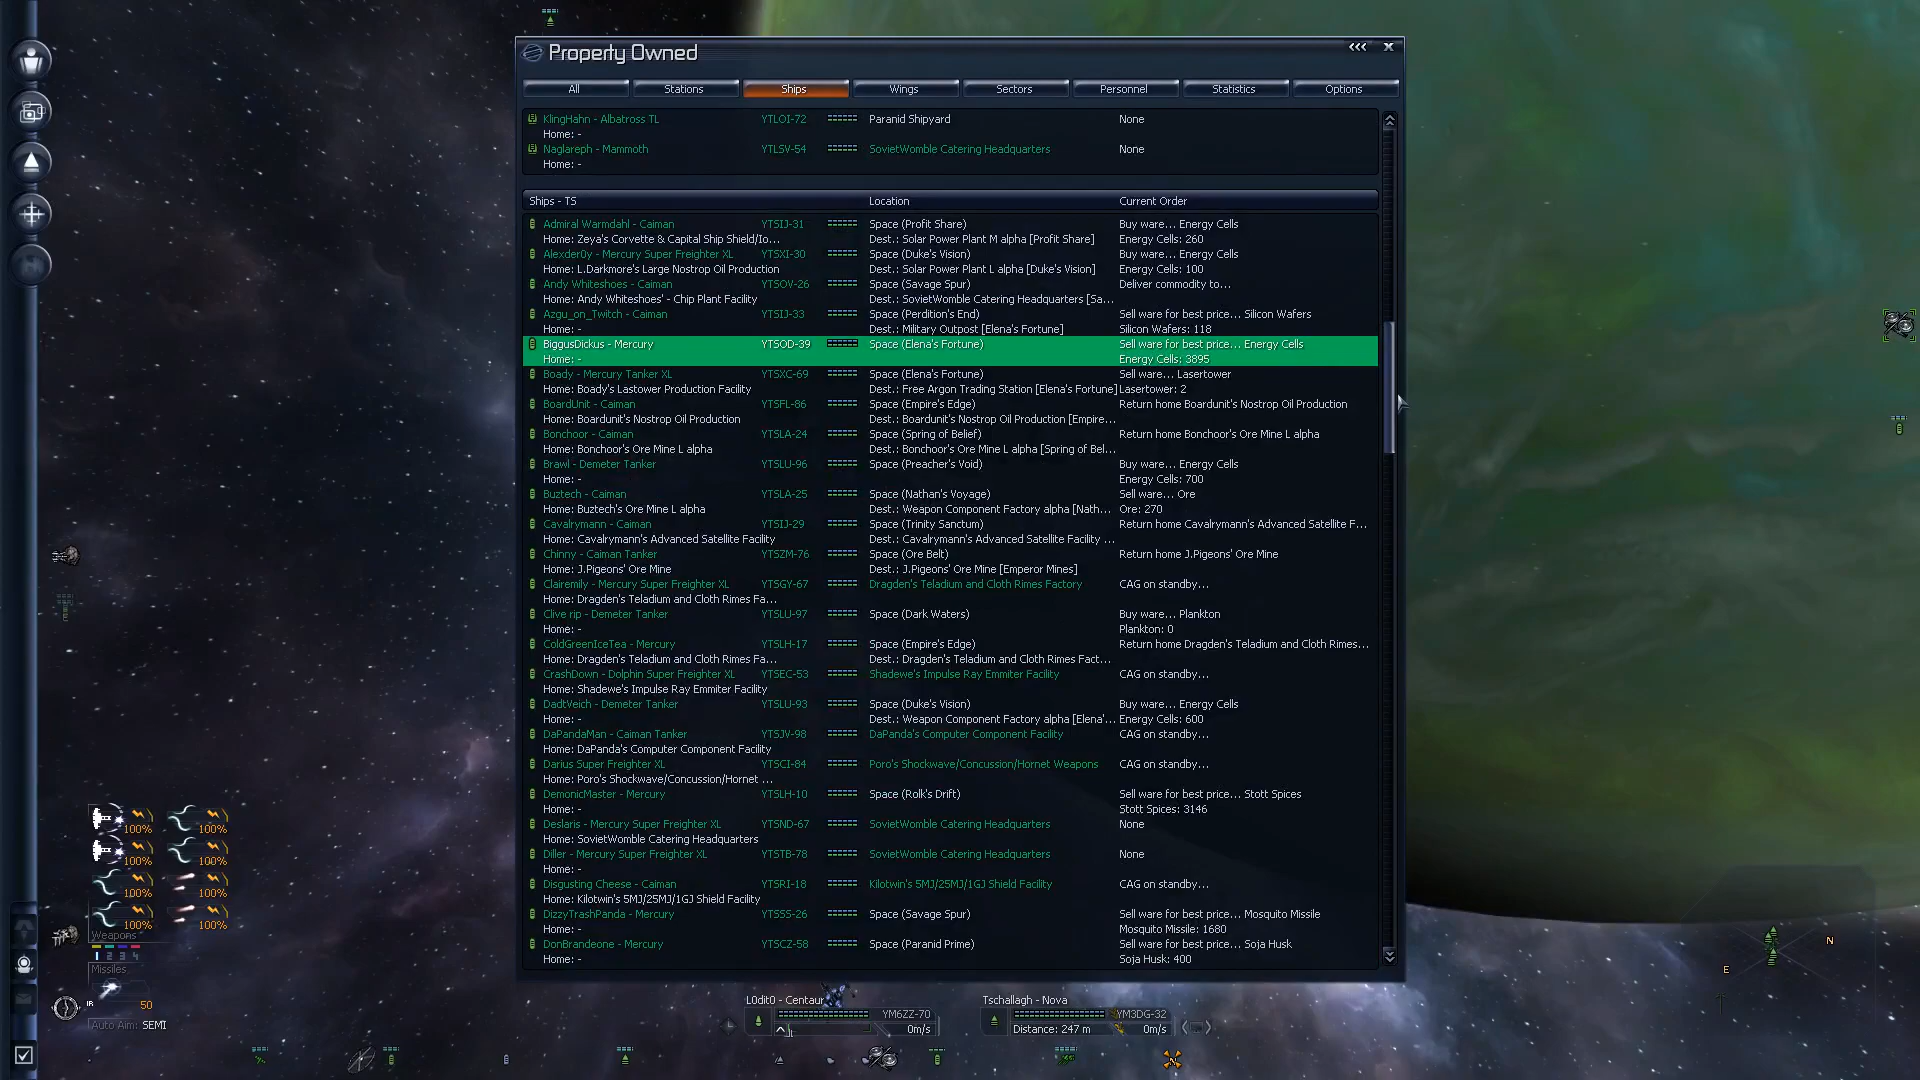 Property Owned
All Stations Ships Wings Sectors Personnel Statistics Options
KlingHahn - Albatross TL YTLOI-72 Paranid Shipyard None
Home: -
Naglareph - Mammoth YTLSV-54 SovietWomble Catering Headquarters None
Home: -
Ships - TS Location Current Order
Admiral Warmdahl - Caiman YTSIJ-31 Space (Profit Share) Buy ware... Energy Cells
Home: Zeya's Corvette & Capital Ship Shield/Io... Dest.: Solar Power Plant M alpha [Profit Share] Energy Cells: 260
Alexder0y - Mercury Super Freighter XL YTSXI-30 Space (Duke's Vision) Buy ware... Energy Cells
Home: L.Darkmore's Large Nostrop Oil Production Dest.: Solar Power Plant L alpha [Duke's Vision] Energy Cells: 100
Andy Whiteshoes - Caiman YTSOV-26 Space (Savage Spur) Deliver commodity to...
Home: Andy Whiteshoes' - Chip Plant Facility Dest.: SovietWomble Catering Headquarters [Sa...
Azgu_on_Twitch - Caiman YTSIJ-33 Space (Perdition's End) Sell ware for best price... Silicon Wafers
Home: - Dest.: Military Outpost [Elena's Fortune] Silicon Wafers: 118
BiggusDickus - Mercury YTSOD-39 Space (Elena's Fortune) Sell ware for best price... Energy Cells
Home: - Energy Cells: 3895
Boady - Mercury Tanker XL YTSXC-69 Space (Elena's Fortune) Sell ware... Lasertower
Home: Boady's Lastower Production Facility Dest.: Free Argon Trading Station [Elena's Fortune] Lasertower: 2
BoardUnit - Caiman YTSFL-86 Space (Empire's Edge) Return home Boardunit's Nostrop Oil Production
Home: Boardunit's Nostrop Oil Production Dest.: Boardunit's Nostrop Oil Production [Empire...
Bonchoor - Caiman YTSLA-24 Space (Spring of Belief) Return home Bonchoor's Ore Mine L alpha
Home: Bonchoor's Ore Mine L alpha Dest.: Bonchoor's Ore Mine L alpha [Spring of Bel...
Brawl - Demeter Tanker YTSLU-96 Space (Preacher's Void) Buy ware... Energy Cells
Home: - Energy Cells: 700
Buztech - Caiman YTSLA-25 Space (Nathan's Voyage) Sell ware... Ore
Home: Buztech's Ore Mine L alpha Dest.: Weapon Component Factory alpha [Nath... Ore: 270
Cavalrymann - Caiman YTSIJ-29 Space (Trinity Sanctum) Return home Cavalrymann's Advanced Satellite F...
Home: Cavalrymann's Advanced Satellite Facility Dest.: Cavalrymann's Advanced Satellite Facility ...
Chinny - Caiman Tanker YTSZM-76 Space (Ore Belt) Return home J.Pigeons' Ore Mine
Home: J.Pigeons' Ore Mine Dest.: J.Pigeons' Ore Mine [Emperor Mines]
Clairemily - Mercury Super Freighter XL YTSGY-67 Dragden's Teladium and Cloth Rimes Factory CAG on standby...
Home: Dragden's Teladium and Cloth Rimes Fa...
Clive rip - Demeter Tanker YTSLU-97 Space (Dark Waters) Buy ware... Plankton
Home: - Plankton: 0
ColdGreenIceTea - Mercury YTSLH-17 Space (Empire's Edge) Return home Dragden's Teladium and Cloth Rimes...
Home: Dragden's Teladium and Cloth Rimes Fa... Dest.: Dragden's Teladium and Cloth Rimes Fact...
CrashDown - Dolphin Super Freighter XL YTSEC-53 Shadewe's Impulse Ray Emmiter Facility CAG on standby...
Home: Shadewe's Impulse Ray Emmiter Facility
DadtVeich - Demeter Tanker YTSLU-93 Space (Duke's Vision) Buy ware... Energy Cells
Home: - Dest.: Weapon Component Factory alpha [Elena'... Energy Cells: 600
DaPandaMan - Caiman Tanker YTSJV-98 DaPanda's Computer Component Facility CAG on standby...
Home: DaPanda's Computer Component Facility
Darius Super Freighter XL YTSCI-84 Poro's Shockwave/Concussion/Hornet Weapons CAG on standby...
Home: Poro's Shockwave/Concussion/Hornet ...
DemonicMaster - Mercury YTSLH-10 Space (Rolk's Drift) Sell ware for best price... Stott Spices
Home: - Stott Spices: 3146
Deslaris - Mercury Super Freighter XL YTSND-67 SovietWomble Catering Headquarters None
Home: SovietWomble Catering Headquarters
Diller - Mercury Super Freighter XL YTSTB-78 SovietWomble Catering Headquarters None
Home: -
Disgusting Cheese - Caiman YTSRI-18 Kilotwin's 5MJ/25MJ/1GJ Shield Facility CAG on standby...
Home: Kilotwin's 5MJ/25MJ/1GJ Shield Facility
DizzyTrashPanda - Mercury YTSSS-26 Space (Savage Spur) Sell ware for best price... Mosquito Missile
Home: - Mosquito Missile: 1680
DonBrandeone - Mercury YTSCZ-58 Space (Paranid Prime) Sell ware for best price... Soja Husk
Home: - Soja Husk: 400
100% 100%
100% 100%
100% 100%
100% 100%
Weapons
1 2 3 4
Missiles
IR 50
Auto Aim: SEMI
L0dit0 - Centaur
YM6ZZ-70
0m/s
Tschallagh - Nova
YM3DG-32
Distance: 247 m 0m/s
N
E
N